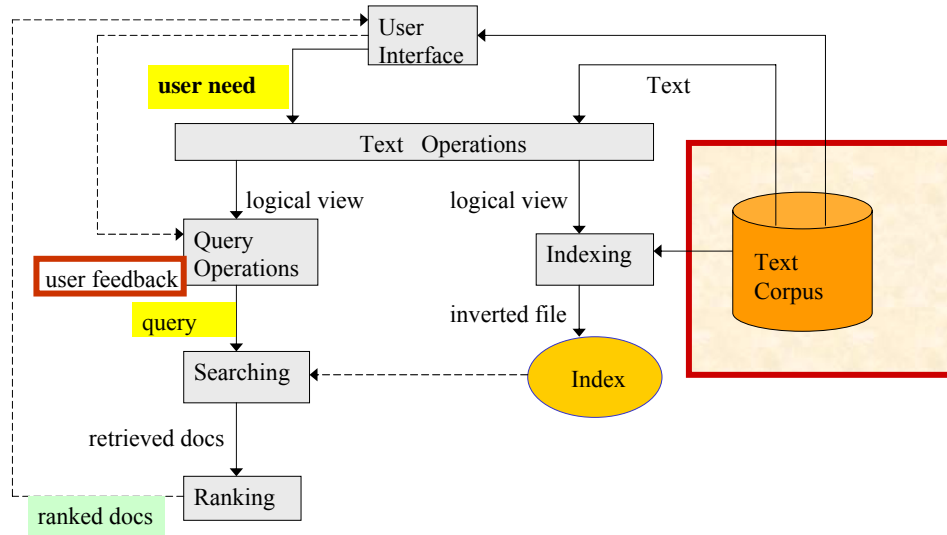 User
Interface
user need
Text
Text Operations
logical view
logical view
Query
Operations
user feedback
Indexing
Text
Corpus
query
inverted file
Searching
Index
retrieved docs
Ranking
ranked docs